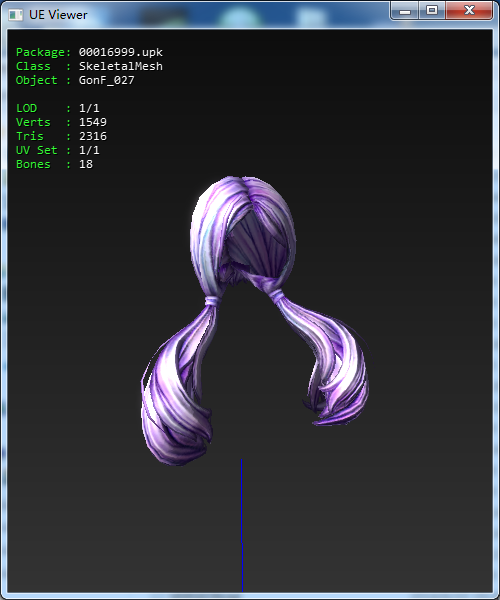 UE Viewer
Package: 00016999.upk
Class  : SkeletalMesh
Object : GonF_027
LOD    : 1/1
Verts  : 1549
Tris   : 2316
UV Set : 1/1
Bones  : 18